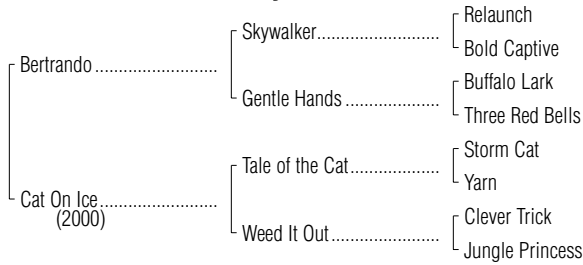 Relaunch
Skywalker
Bold Captive
Bertrando
Buffalo Lark
Gentle Hands
Three Red Bells
Storm Cat
Tale of the Cat
Yarn
Cat On Ice
(2000)
Clever Trick
Weed It Out
Jungle Princess